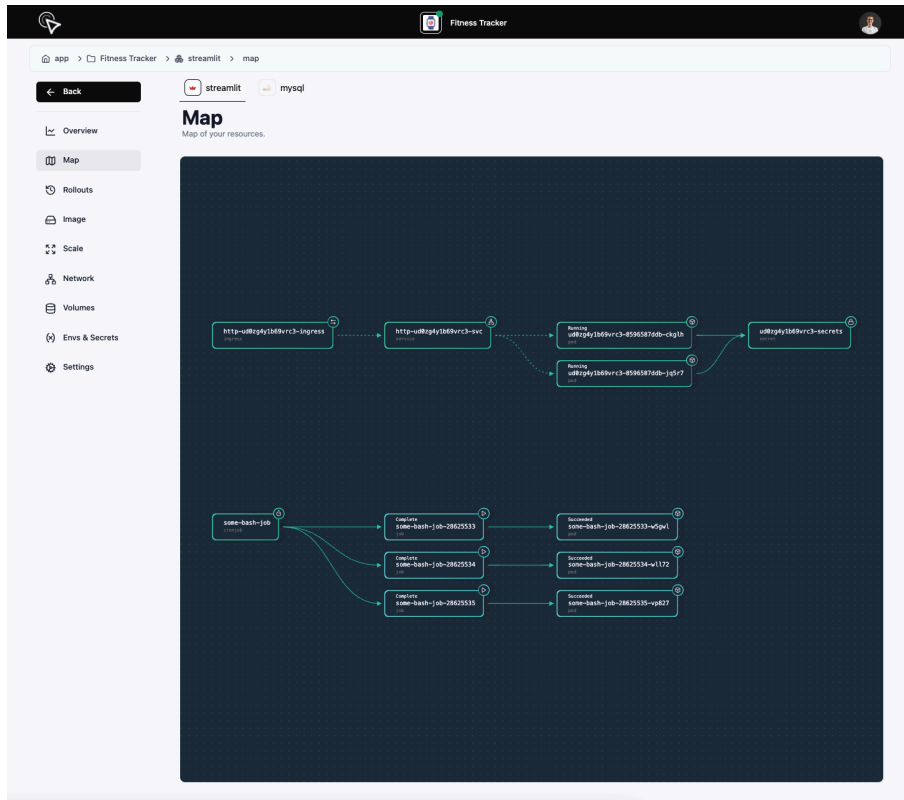 Fitness Tracker
app > Fitness Tracker > streamlit > map
Back
streamlit
mysql
Map
Map of your resources.
Overview
Map
Rollouts
Image
Scale
Network
Volumes
Envs & Secrets
Settings
http-ud0zg4y1b69vrc3-ingress
ingress
http-ud0zg4y1b69vrc3-svc
service
Running
ud0zg4y1b69vrc3-8596587ddb-ckglh
pod
ud0zg4y1b69vrc3-secrets
secret
Running
ud0zg4y1b69vrc3-8596587ddb-jq5r7
pod
some-bash-job
cronjob
Complete
some-bash-job-28625533
job
Succeeded
some-bash-job-28625533-w5gwl
pod
Complete
some-bash-job-28625534
job
Succeeded
some-bash-job-28625534-wll72
pod
Complete
some-bash-job-28625535
job
Succeeded
some-bash-job-28625535-vp827
pod